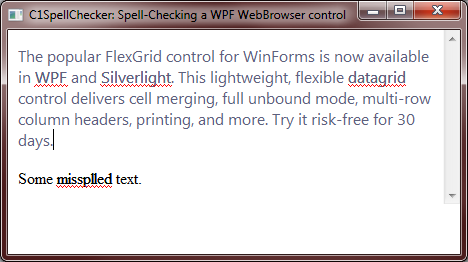 C1SpellChecker: Spell-Checking a WPF WebBrowser control
The popular FlexGrid control for WinForms is now available
in WPF and Silverlight. This lightweight, flexible datagrid
control delivers cell merging, full unbound mode, multi-row
column headers, printing, and more. Try it risk-free for 30
days.
Some missplled text.